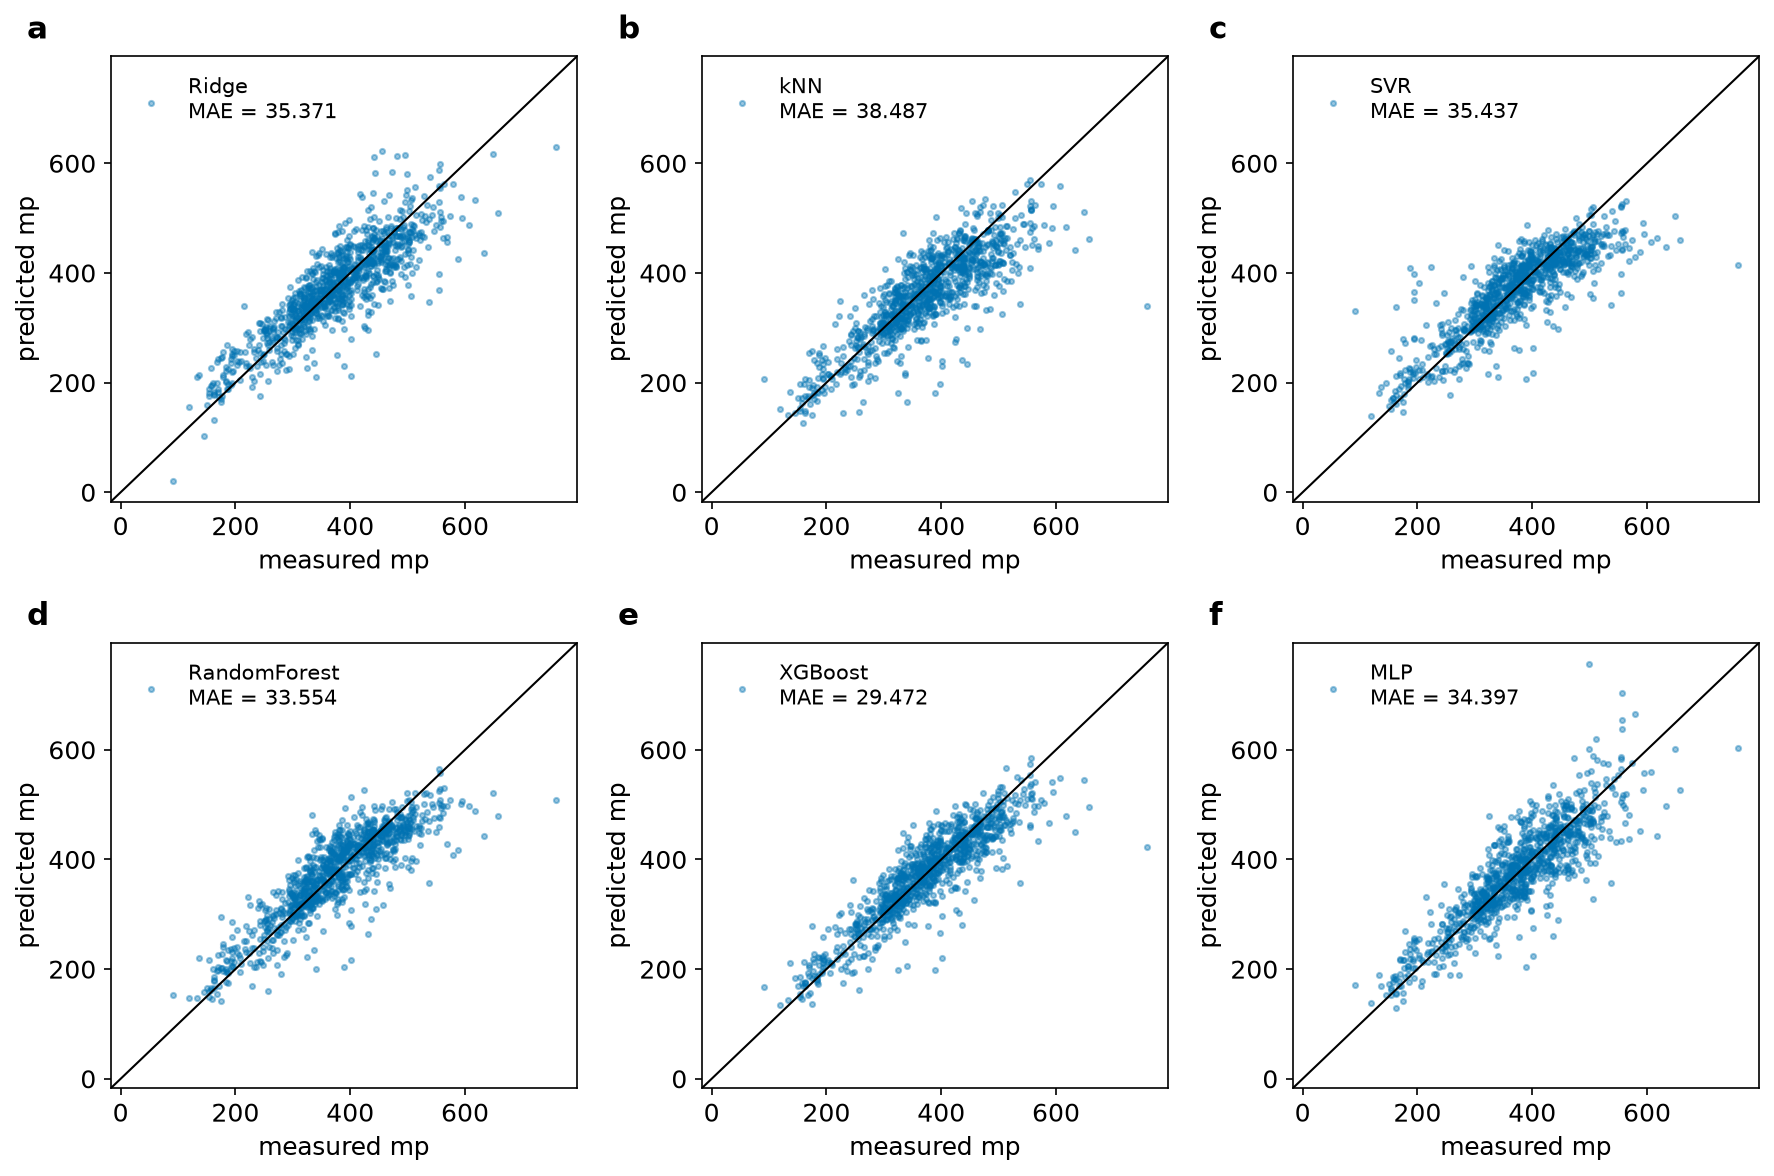 a
b
c
Ridge
MAE = 35.371
kNN
MAE = 38.487
SVR
MAE = 35.437
predicted mp
600
400
200
0
0 200 400 600
measured mp
predicted mp
600
400
200
0
0 200 400 600
measured mp
predicted mp
600
400
200
0
0 200 400 600
measured mp
d
e
f
RandomForest
MAE = 33.554
XGBoost
MAE = 29.472
MLP
MAE = 34.397
predicted mp
600
400
200
0
0 200 400 600
measured mp
predicted mp
600
400
200
0
0 200 400 600
measured mp
predicted mp
600
400
200
0
0 200 400 600
measured mp